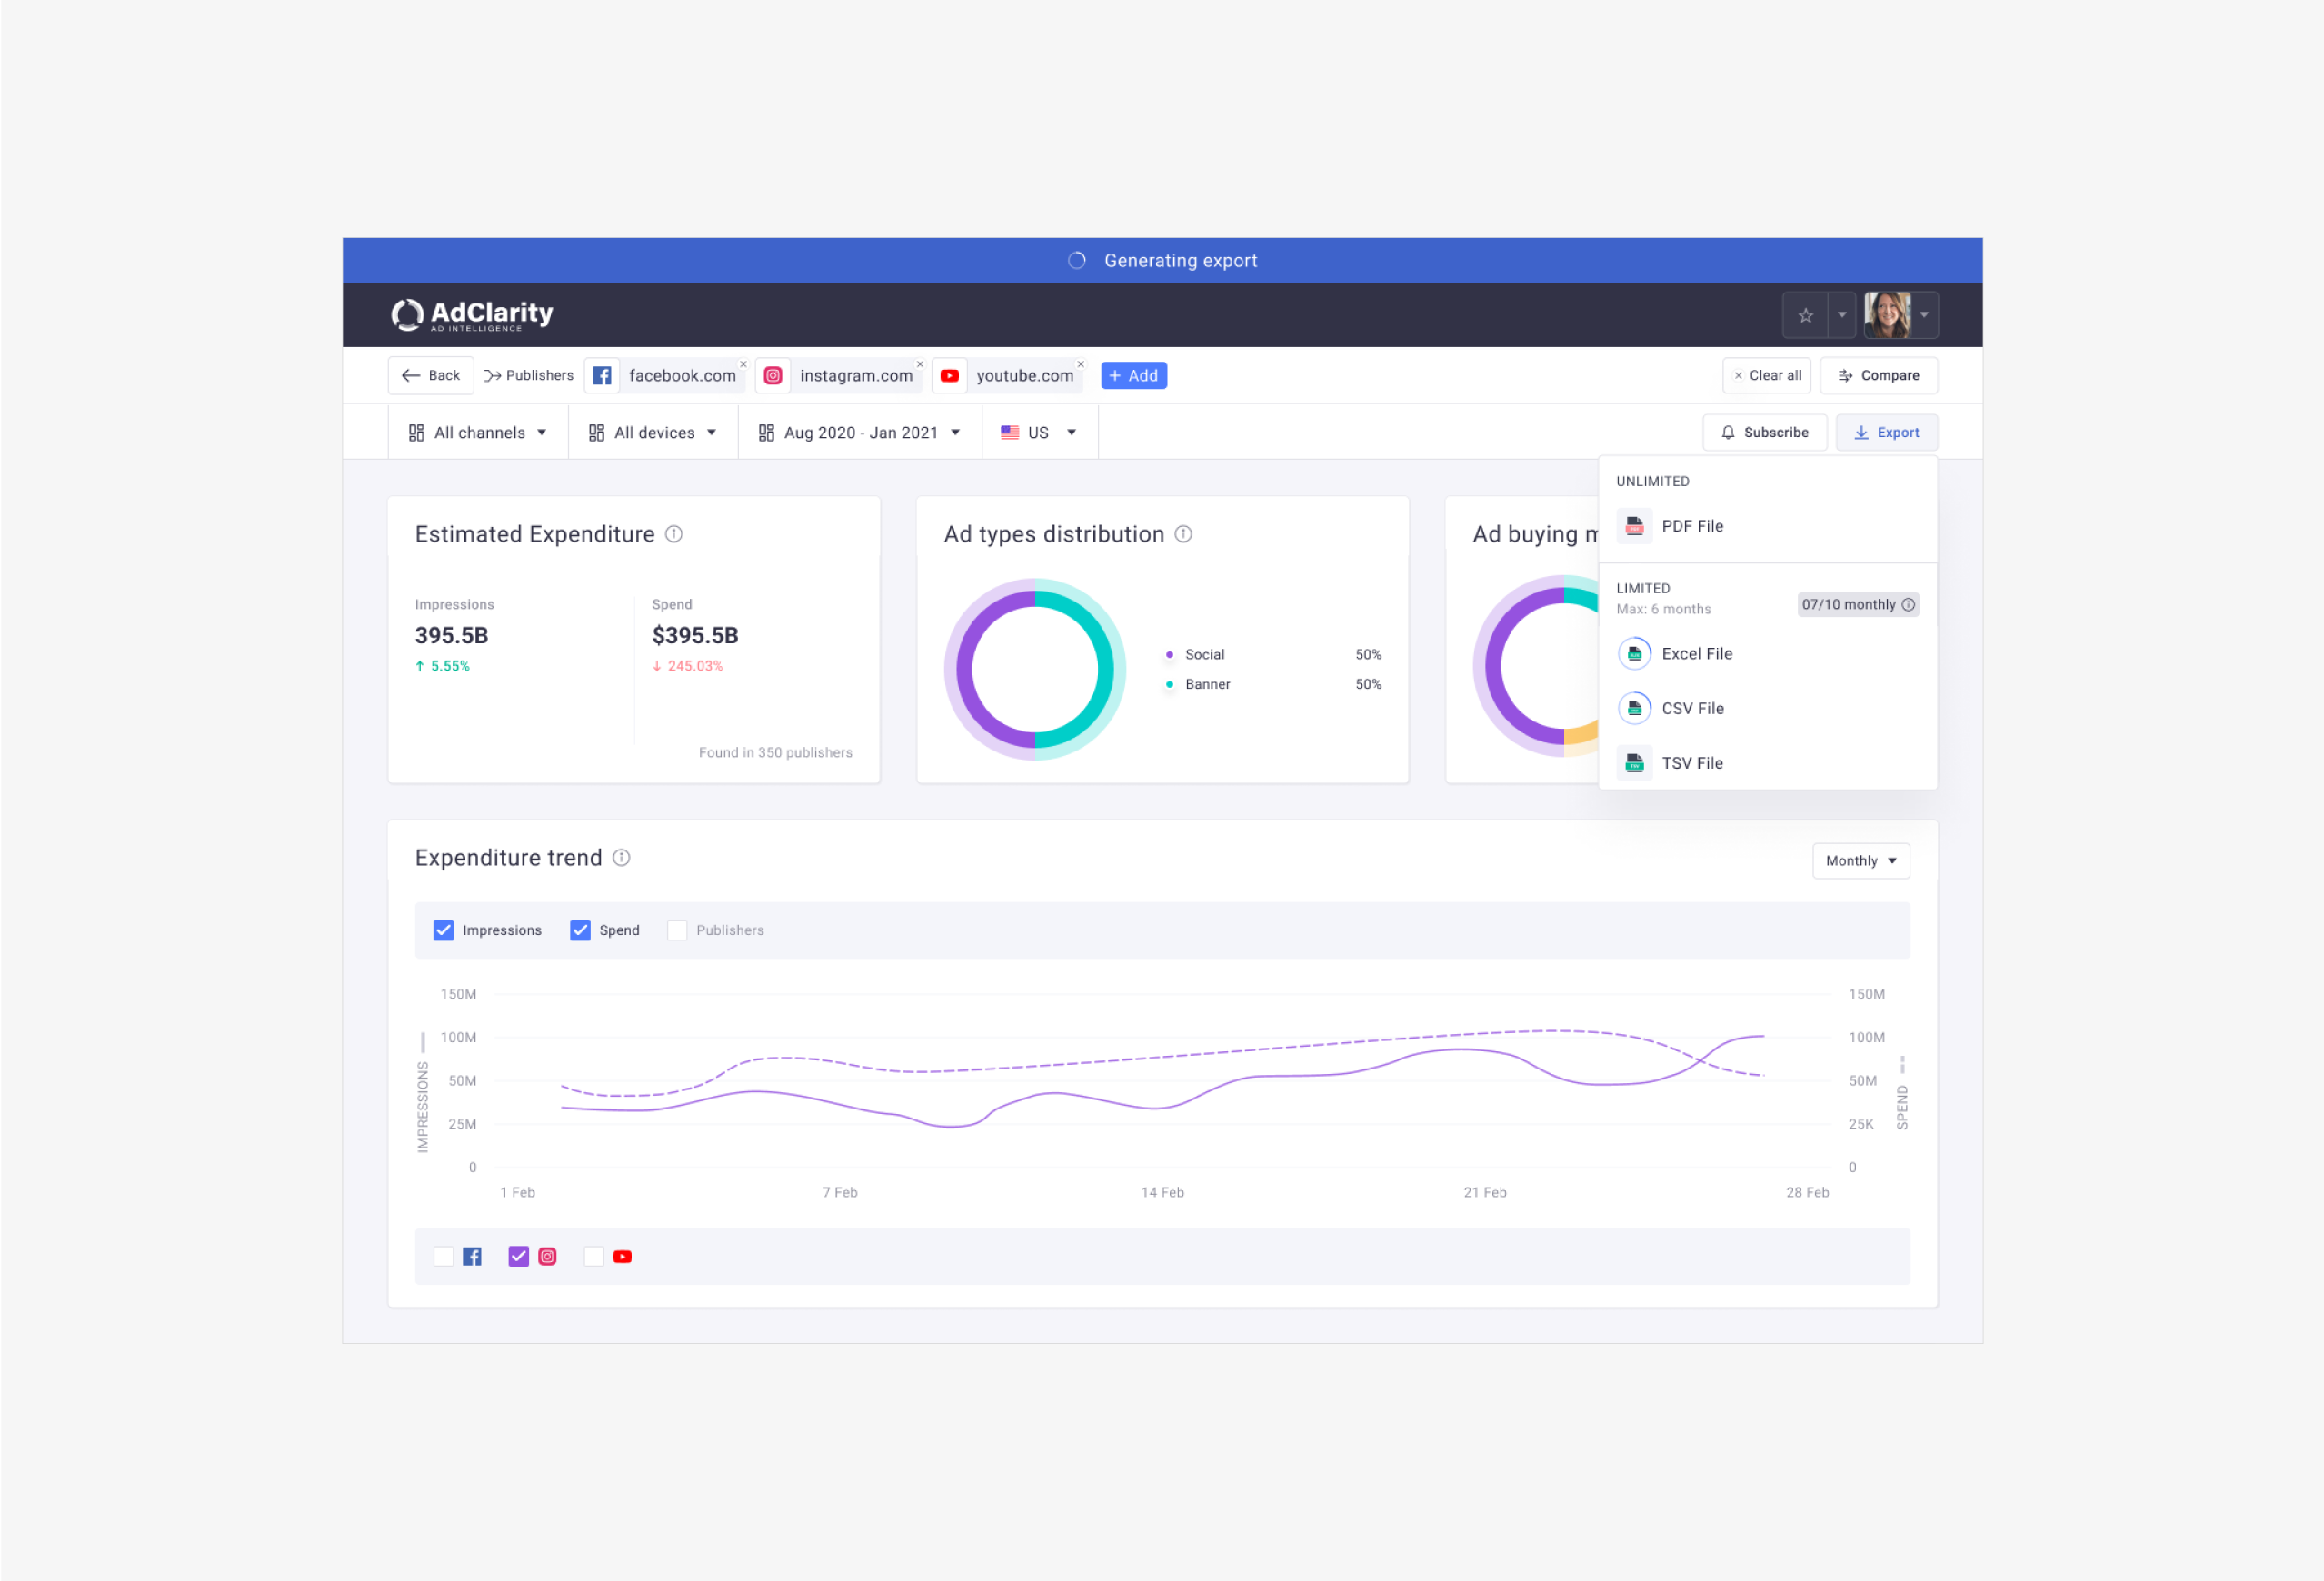 Generating export
AdClarity
AD INTELLIGENCE
Back
Publishers
facebook.com
instagram.com
youtube.com
+ Add
Clear all
Compare
All channels
All devices
Aug 2020 - Jan 2021
US
Subscribe
Export
UNLIMITED
PDF File
LIMITED
Max: 6 months
07/10 monthly
Excel File
CSV File
TSV File
Estimated Expenditure
Impressions
395.5B
5.55%
Spend
$395.5B
245.03%
Found in 350 publishers
Ad types distribution
Social 50%
Banner 50%
Ad buying
Expenditure trend
Monthly
Impressions
Spend
Publishers
IMPRESSIONS
150M
100M
50M
25M
0
150M
100M
50M
25K
0
SPEND
1 Feb
7 Feb
14 Feb
21 Feb
28 Feb